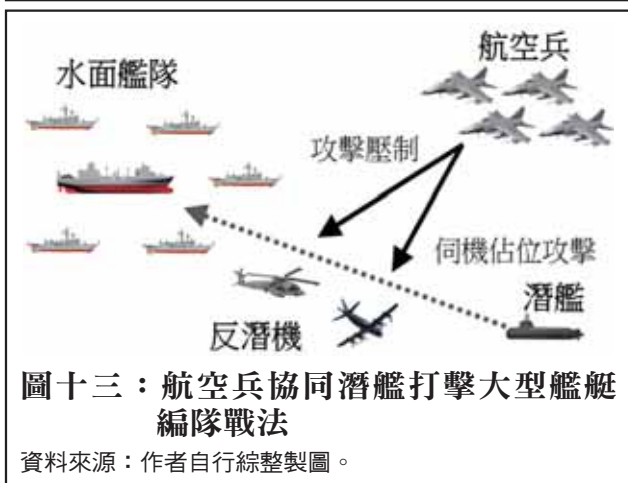 水面艦隊
航空兵
攻擊壓制
伺機佔位攻擊
潛艦
反潛機
圖十三：航空兵協同潛艦打擊大型艦艇
編隊戰法
資料來源：作者自行綜整製圖。